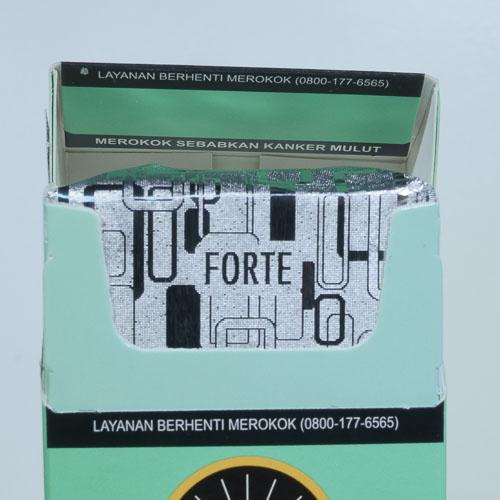 LAYANAN BERHENTI MEROKOK (0800-177-6565)
MEROKOK SEBABKAN KANKER MULUT
FORTE
LAYANAN BERHENTI MEROKOK (0800-177-6565)